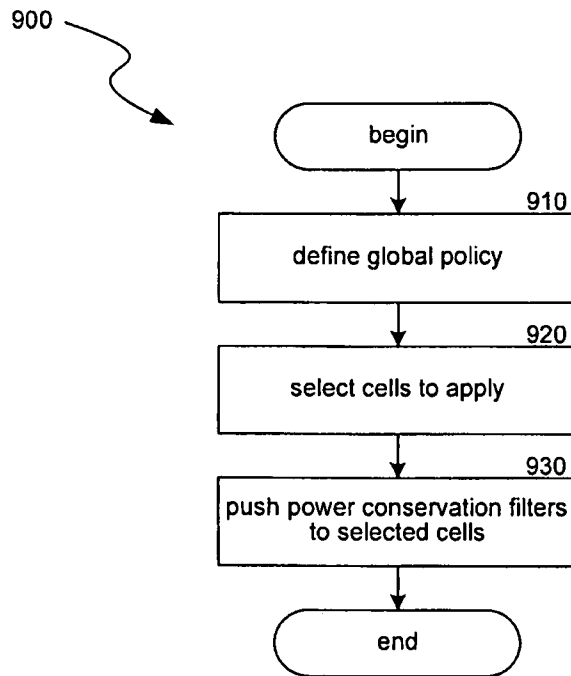 900
begin
910
define global policy
920
select cells to apply
930
push power conservation filters
to selected cells
end